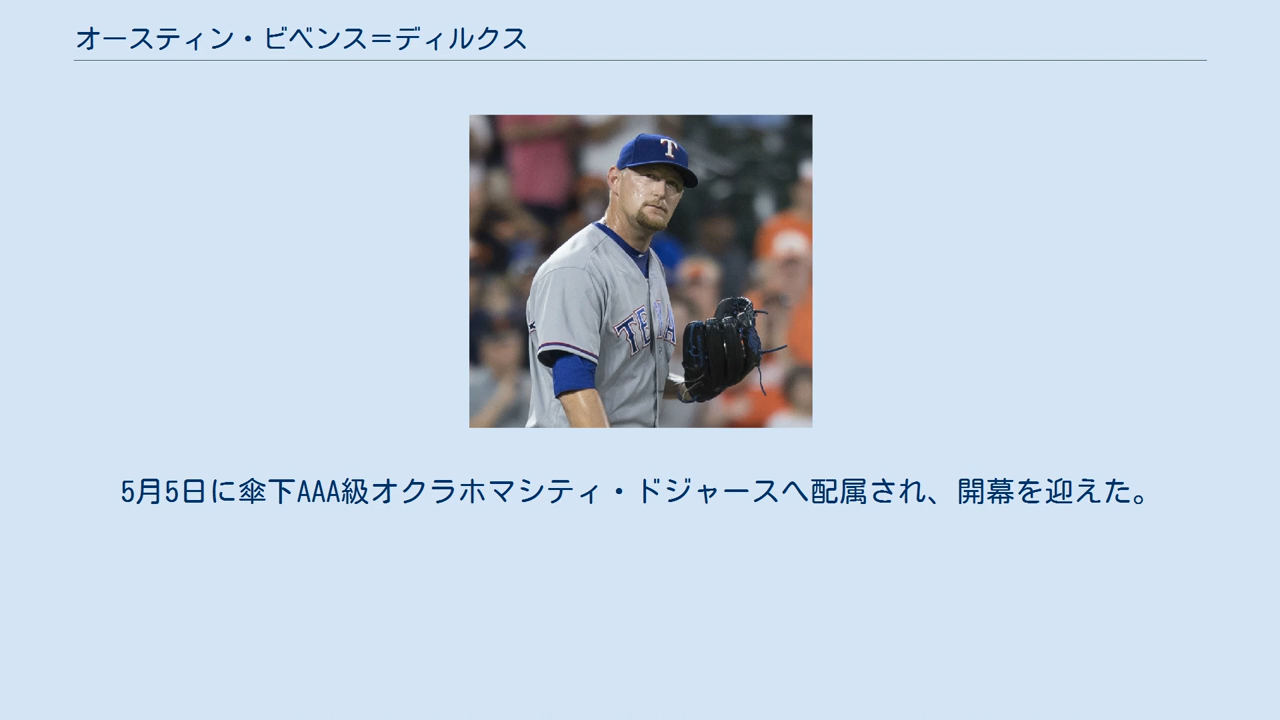 オースティン・ビベンス=ディルクス
T
TEXA
5月5日に傘下AAA級オクラホマシティ・ドジャースへ配属され、開幕を迎えた。